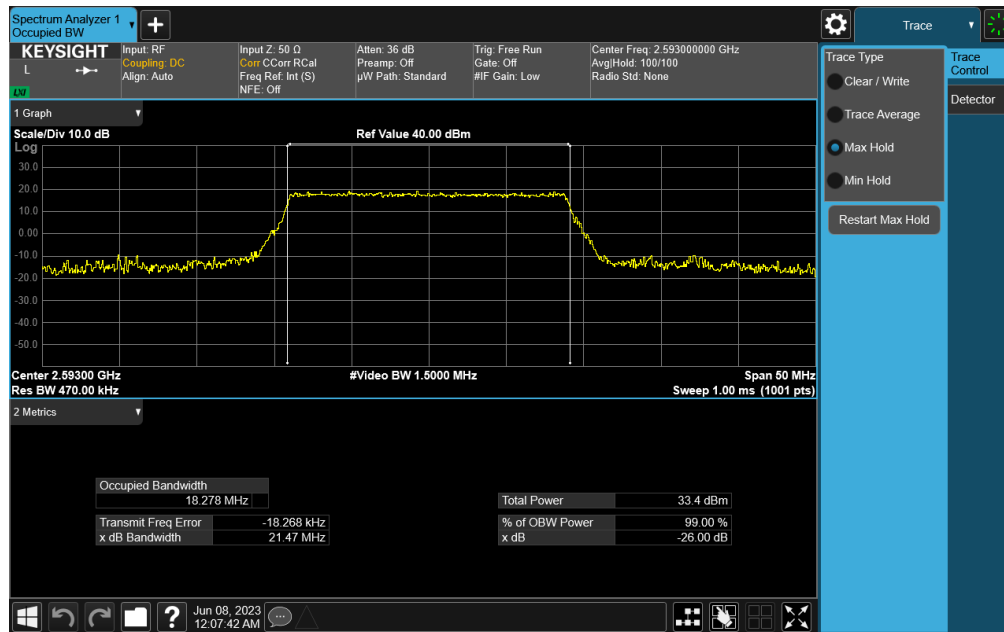 Spectrum Analyzer 1
Occupied BW
Trace
KEYSIGHT
L
LXI
Input: RF
Coupling: DC
Align: Auto
Input Z: 50 Ω
Corr CCorr RCal
Freq Ref: Int (S)
NFE: Off
Atten: 36 dB
Preamp: Off
µW Path: Standard
Trig: Free Run
Gate: Off
#IF Gain: Low
Center Freq: 2.593000000 GHz
Avg|Hold: 100/100
Radio Std: None
Trace Type
Clear / Write
Trace Average
Max Hold
Min Hold
Restart Max Hold
Trace
Control
Detector
1 Graph
Scale/Div 10.0 dB
Ref Value 40.00 dBm
Log
30.0
20.0
10.0
0.00
-10.0
-20.0
-30.0
-40.0
-50.0
Center 2.59300 GHz
#Video BW 1.5000 MHz
Span 50 MHz
Res BW 470.00 kHz
Sweep 1.00 ms (1001 pts)
2 Metrics
Occupied Bandwidth
18.278 MHz
Total Power 33.4 dBm
Transmit Freq Error -18.268 kHz
% of OBW Power 99.00 %
x dB Bandwidth 21.47 MHz
x dB -26.00 dB
?
Jun 08, 2023
12:07:42 AM